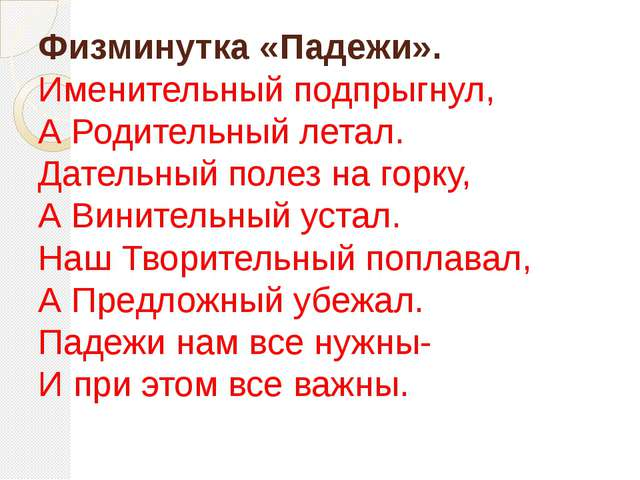 Физминутка «Падежи».
Именительный подпрыгнул,
А Родительный летал.
Дательный полез на горку,
А Винительный устал.
Наш Творительный поплавал,
А Предложный убежал.
Падежи нам все нужны-
И при этом все важны.